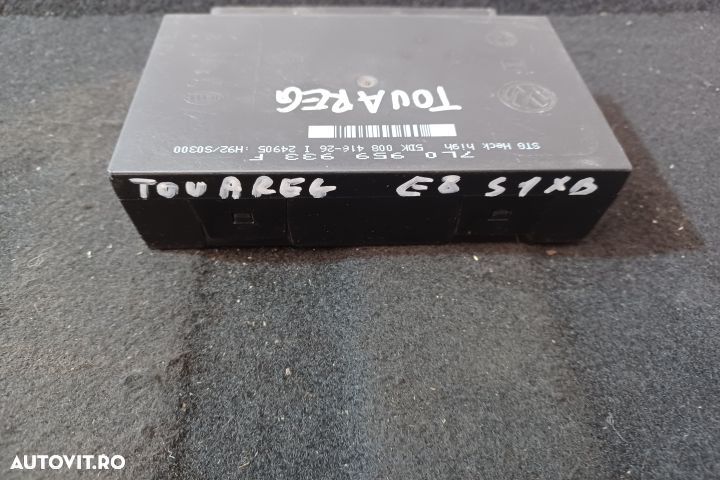 TOUAREG
STG Heck high 5DK 008 416-26 I 24905 :H92/S0300
7L0 959 933 F
TOUAREG E8 S1XB
AUTOVIT.RO